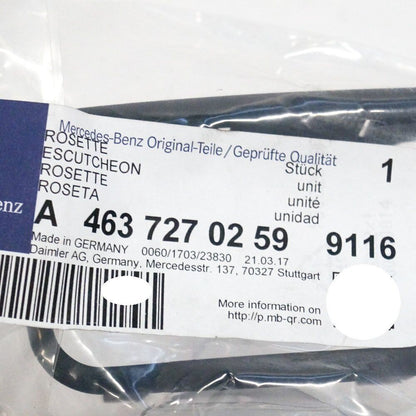 Mercedes-Benz Original-Teile/Geprüfte Qualität
ROSETTE
ESCUTCHEON
ROSETTE
ROSETA
Stück
unit
unité
unidad
1
enz
A 463 727 02 59 9116
Made in GERMANY 0060/1703/23830 21.03.17
Daimler AG, Germany, Mercedesstr. 137, 70327 Stuttgart
More information on
http://p.mb-qr.com